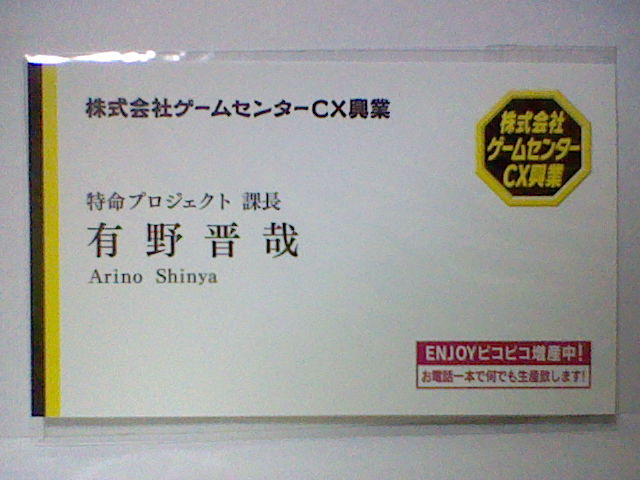 株式会社ゲームセンターCX興業
株式会社
ゲームセンター
CX興業
特命プロジェクト 課長
有野晋哉
Arino Shinya
ENJOYピコピコ増産中!
お電話一本で何でも生産致します!